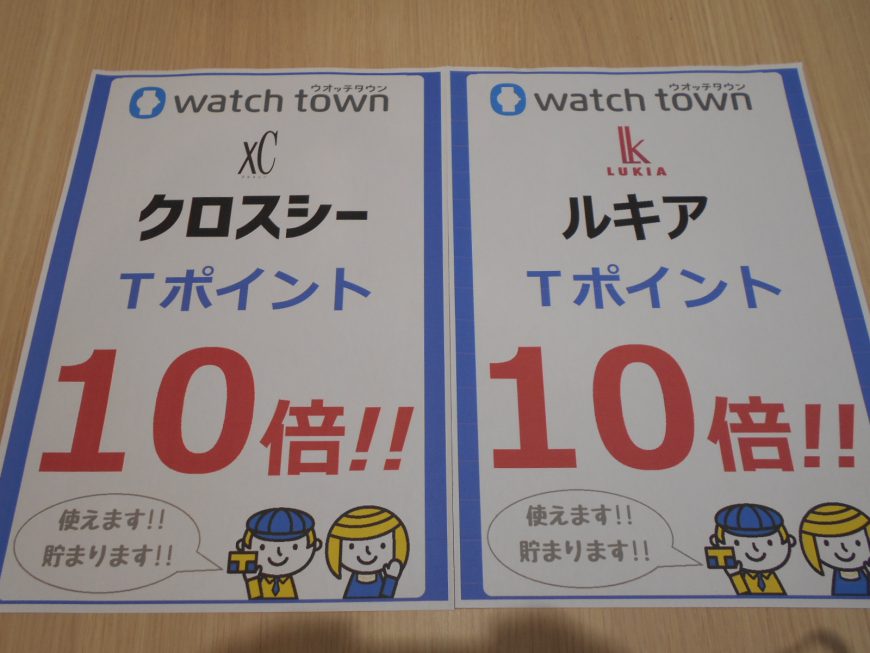 ウオッチタウン
watch town
XC
クロスシー
Tポイント
10倍!!
使えます!!
貯まります!!
T
ウオッチタウン
watch town
Lk
LUKIA
ルキア
Tポイント
10倍!!
使えます!!
貯まります!!
T